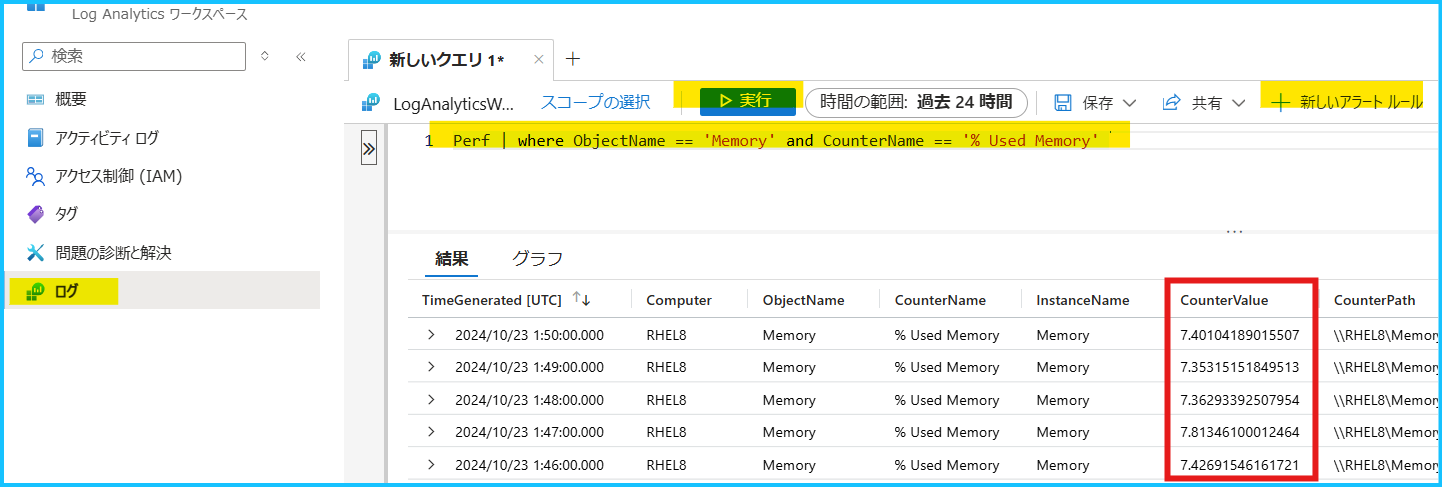 Log Analytics ワークスペース
検索
概要
アクティビティ ログ
アクセス制御 (IAM)
タグ
問題の診断と解決
ログ
新しいクエリ 1*
LogAnalyticsW... スコープの選択 実行 時間の範囲: 過去 24 時間 保存 共有 新しいアラート ルール
1 Perf | where ObjectName == 'Memory' and CounterName == '% Used Memory'
結果 グラフ
TimeGenerated [UTC] Computer ObjectName CounterName InstanceName CounterValue CounterPath
2024/10/23 1:50:00.000 RHEL8 Memory % Used Memory Memory 7.40104189015507 \\RHEL8\Memory
2024/10/23 1:49:00.000 RHEL8 Memory % Used Memory Memory 7.35315151849513 \\RHEL8\Memory
2024/10/23 1:48:00.000 RHEL8 Memory % Used Memory Memory 7.36293392507954 \\RHEL8\Memory
2024/10/23 1:47:00.000 RHEL8 Memory % Used Memory Memory 7.81346100012464 \\RHEL8\Memory
2024/10/23 1:46:00.000 RHEL8 Memory % Used Memory Memory 7.42691546161721 \\RHEL8\Memory